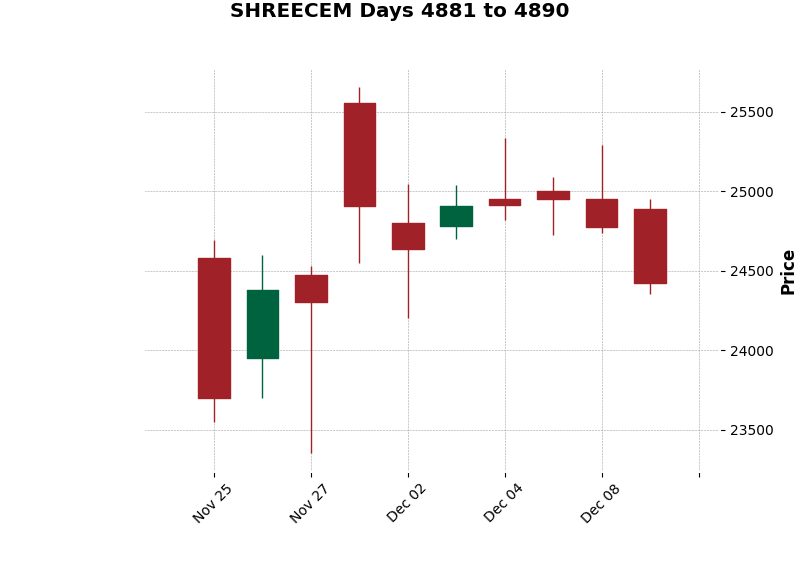 SHREECEM Days 4881 to 4890
25500
25000
24500
24000
23500
Price
Nov 25
Nov 27
Dec 02
Dec 04
Dec 08